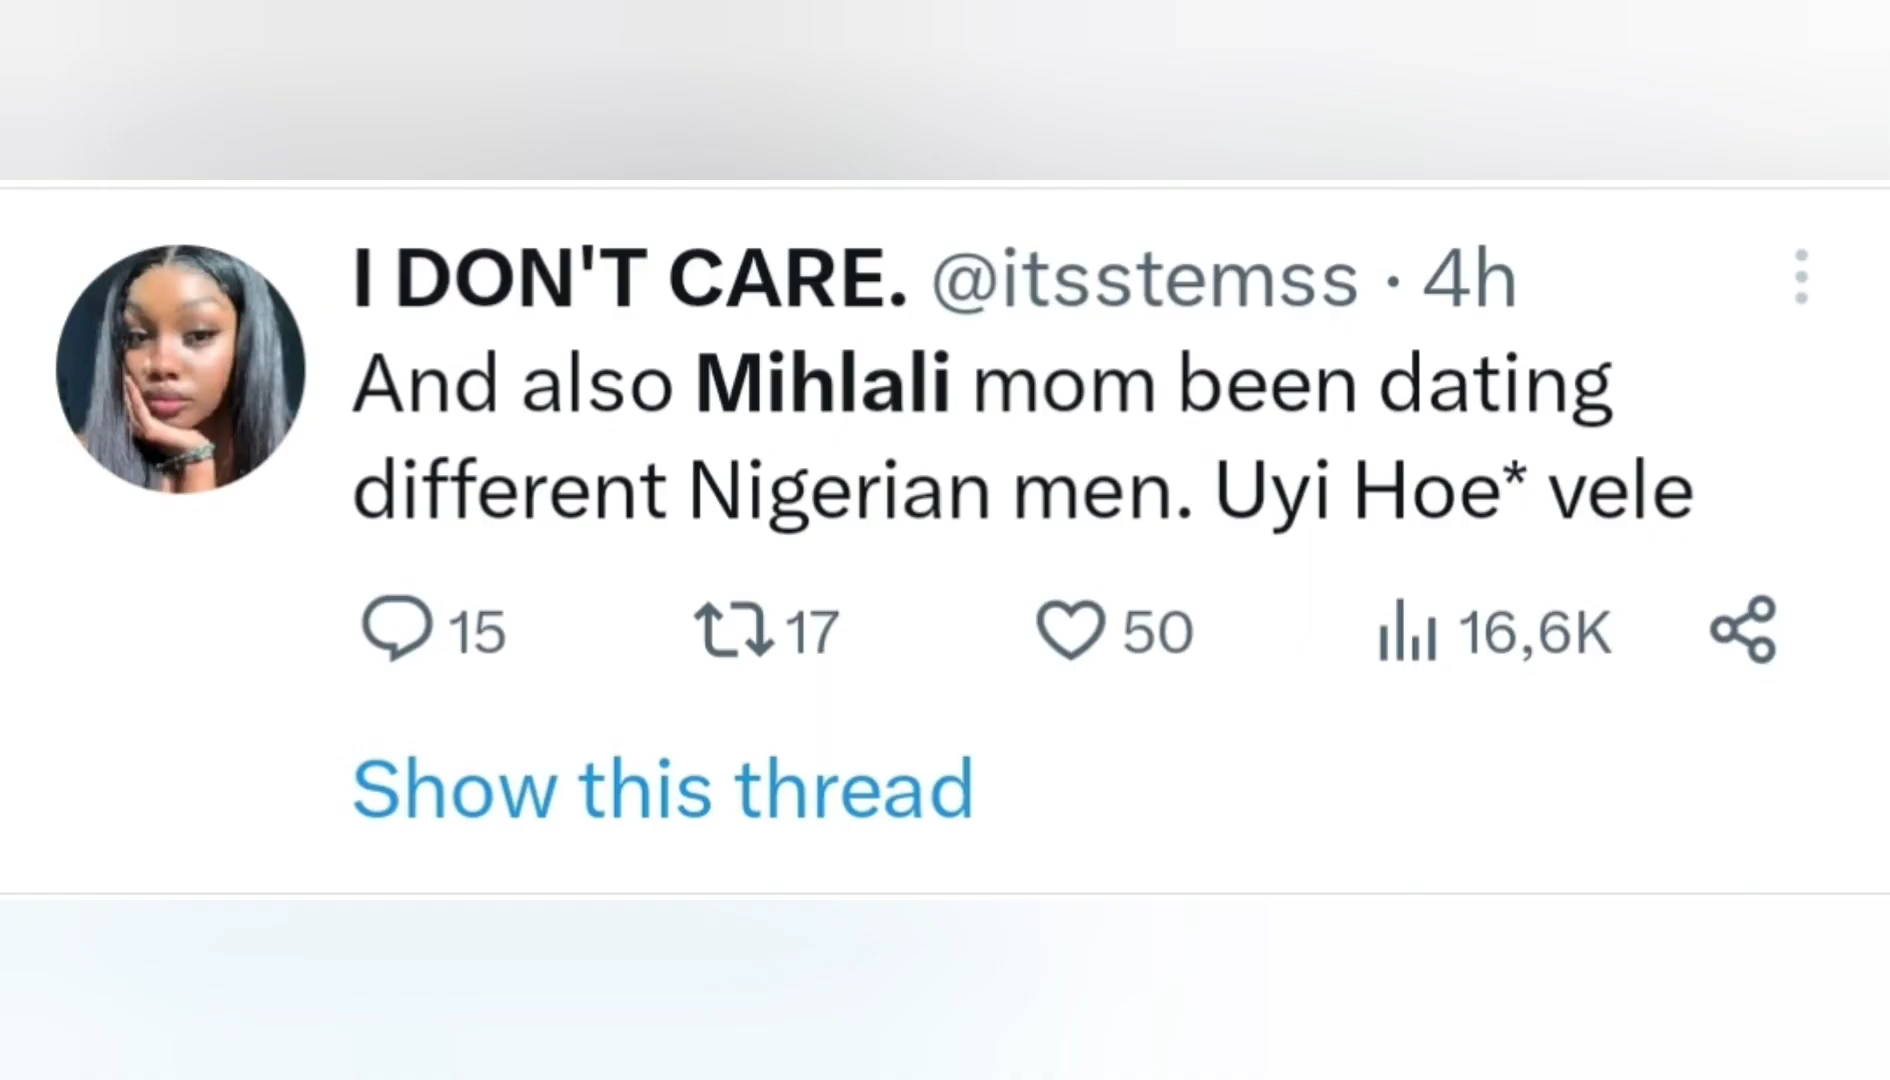 I DON'T CARE. @itsstemss · 4h
And also Mihlali mom been dating
different Nigerian men. Uyi Hoe* vele
15 17 50 16,6K
Show this thread